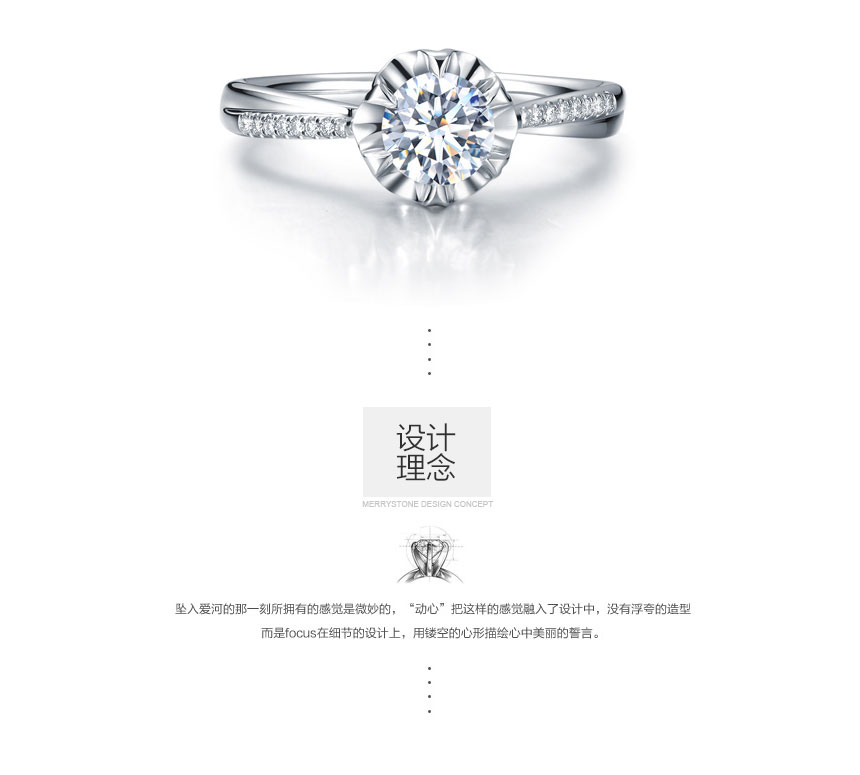 设计
理念
MERRYSTONE DESIGN CONCEPT
坠入爱河的那一刻所拥有的感觉是微妙的，“动心”把这样的感觉融入了设计中，没有浮夸的造型
而是focus在细节的设计上，用镂空的心形描绘心中美丽的誓言。